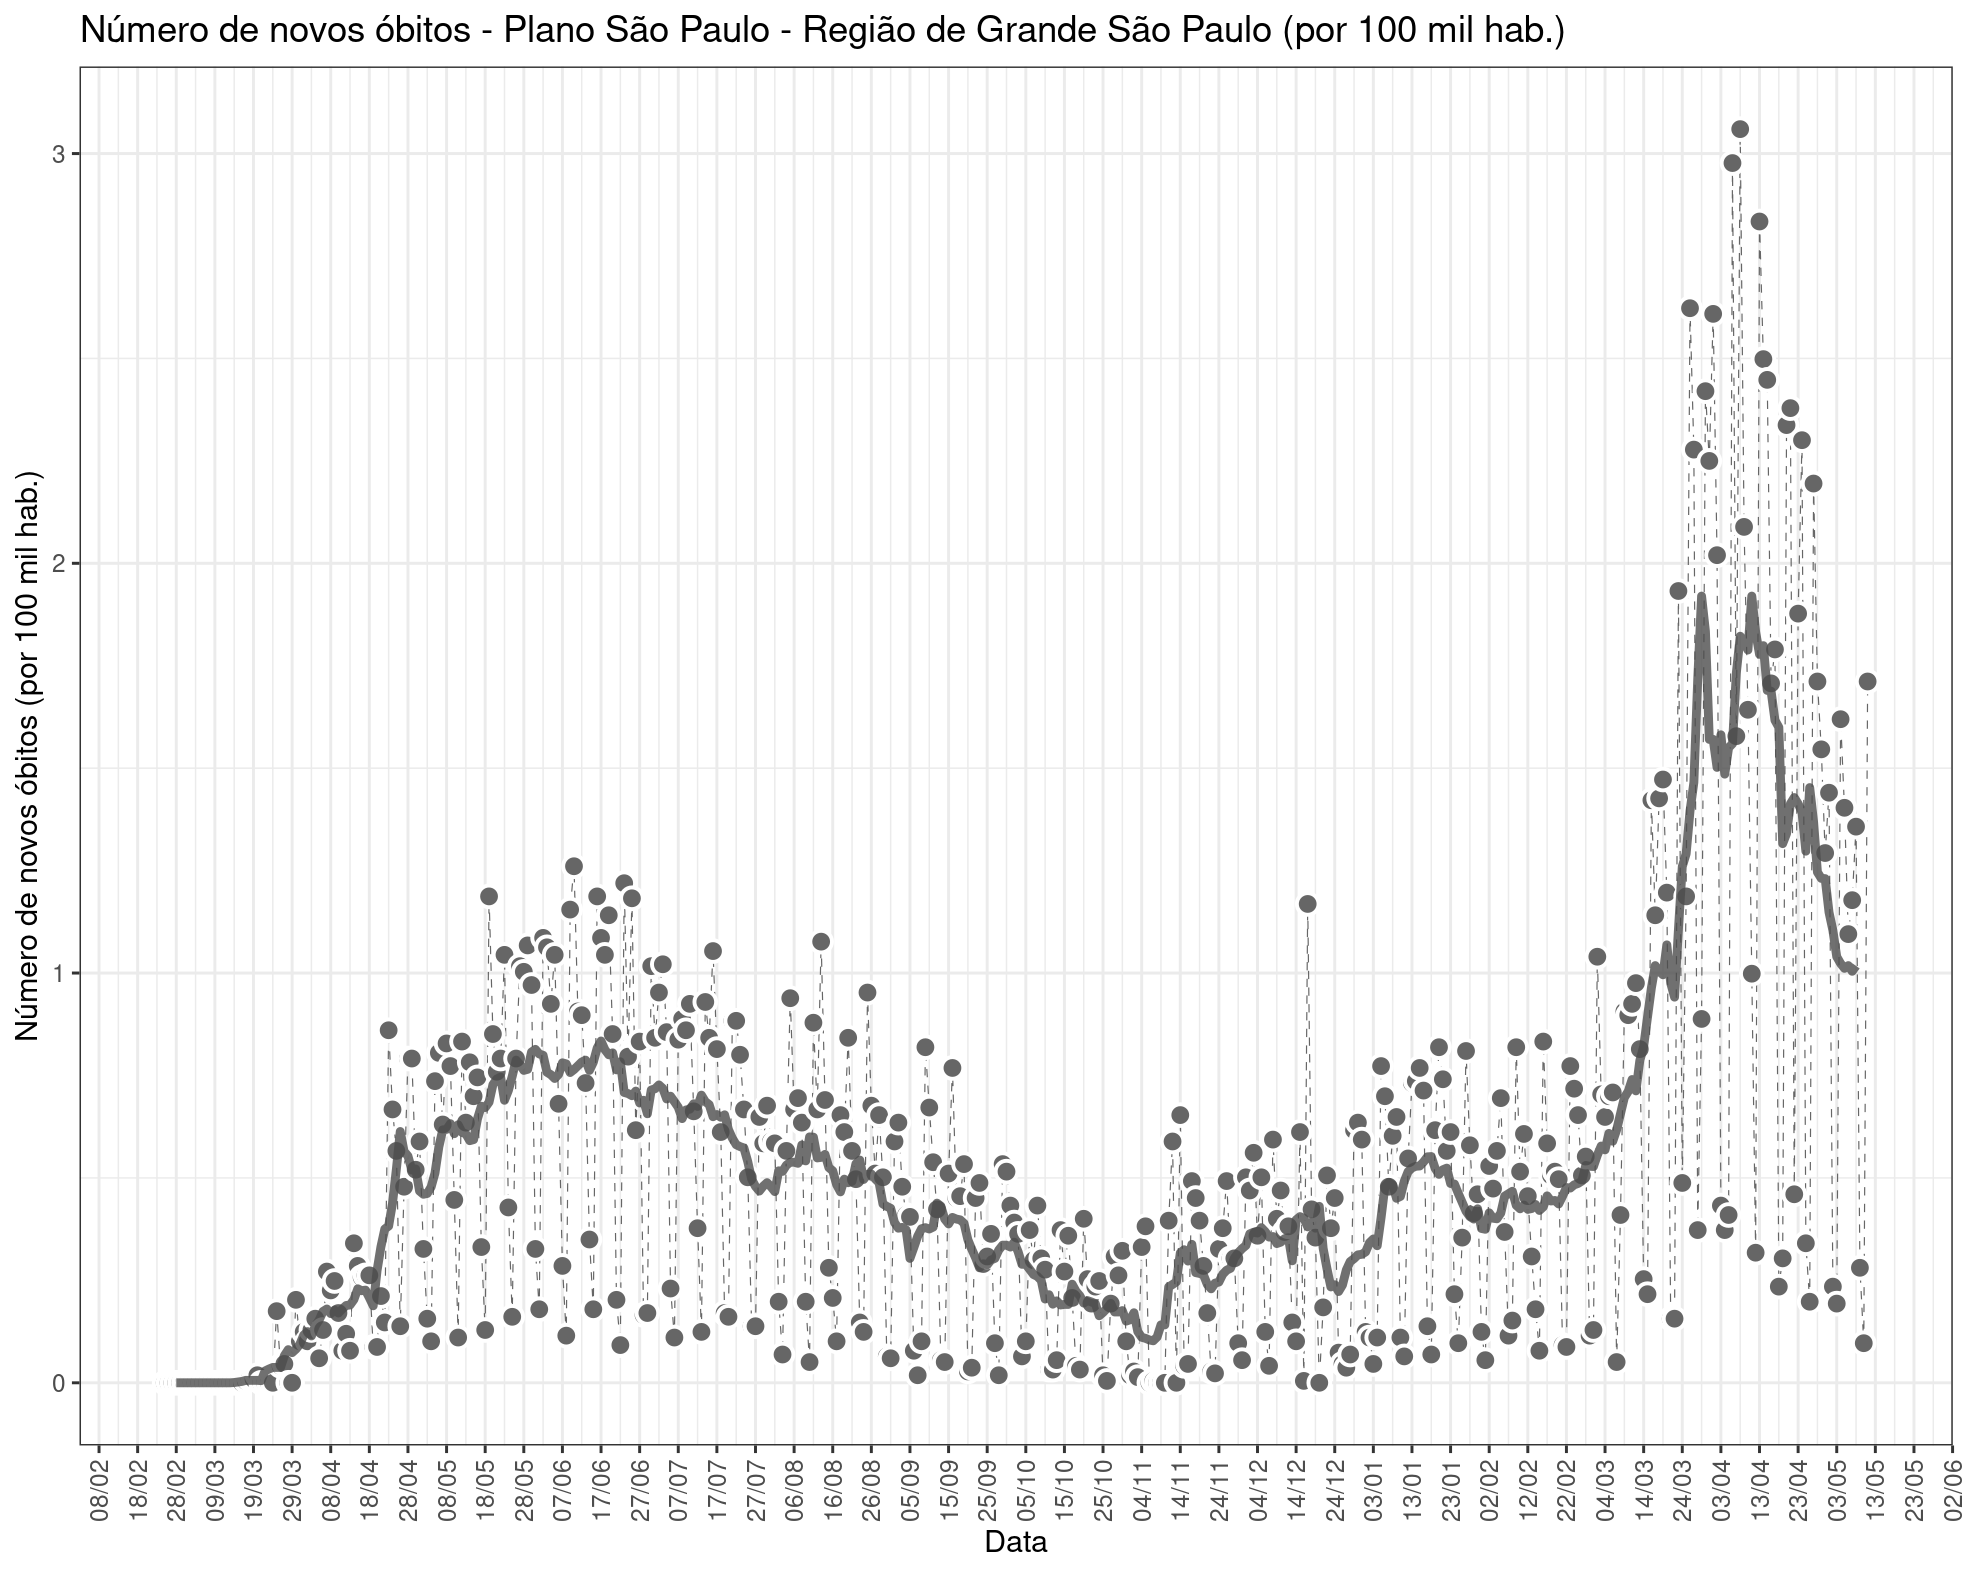 Número de novos óbitos - Plano São Paulo - Região de Grande São Paulo (por 100 mil hab.)
Número de novos óbitos (por 100 mil hab.)
3
2
1
0
08/02 18/02 28/02 09/03 19/03 29/03 08/04 18/04 28/04 08/05 18/05 28/05 07/06 17/06 27/06 07/07 17/07 27/07 06/08 16/08 26/08 05/09 15/09 25/09 05/10 15/10 25/10 04/11 14/11 24/11 04/12 14/12 24/12 03/01 13/01 23/01 02/02 12/02 22/02 04/03 14/03 24/03 03/04 13/04 23/04 03/05 13/05 23/05 02/06
Data